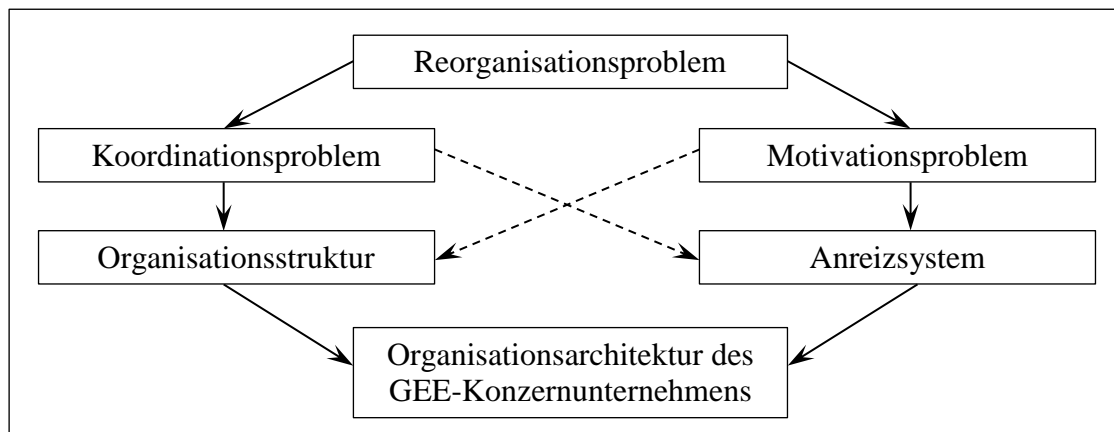 Reorganisationsproblem
Koordinationsproblem
Motivationsproblem
Organisationsstruktur
Anreizsystem
Organisationsarchitektur des
GEE-Konzernunternehmens